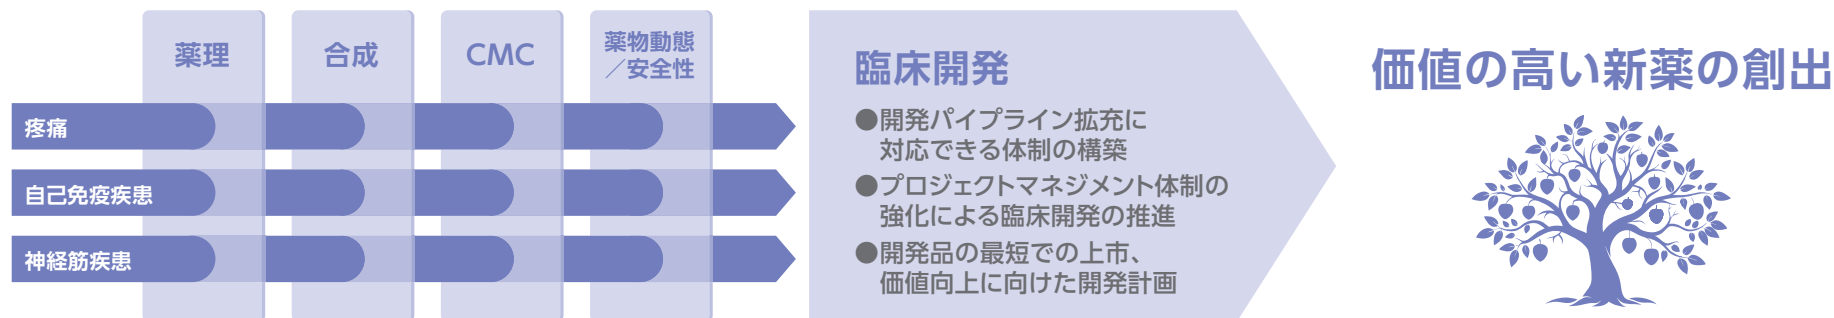 薬理
合成
CMC
薬物動態
／安全性
疼痛
自己免疫疾患
神経筋疾患
臨床開発
●開発パイプライン拡充に
対応できる体制の構築
●プロジェクトマネジメント体制の
強化による臨床開発の推進
●開発品の最短での上市、
価値向上に向けた開発計画
価値の高い新薬の創出